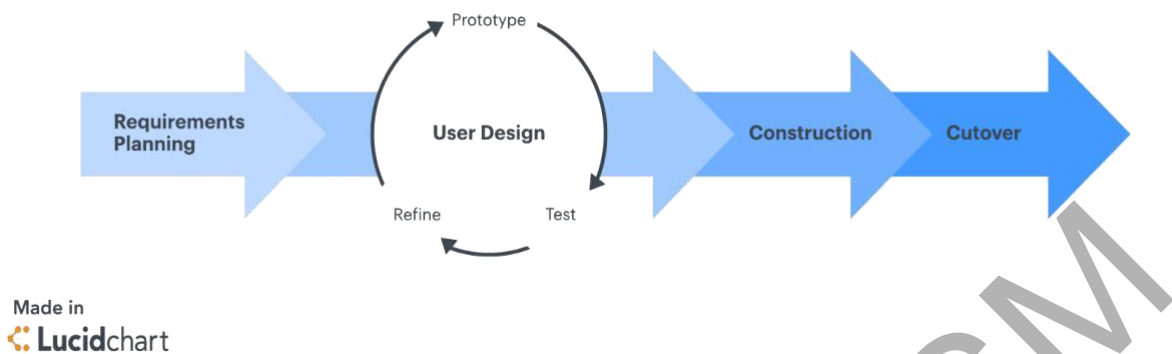 Prototype
Requirements
Planning
User Design
Construction
Cutover
Refine
Test
Made in
Lucidchart